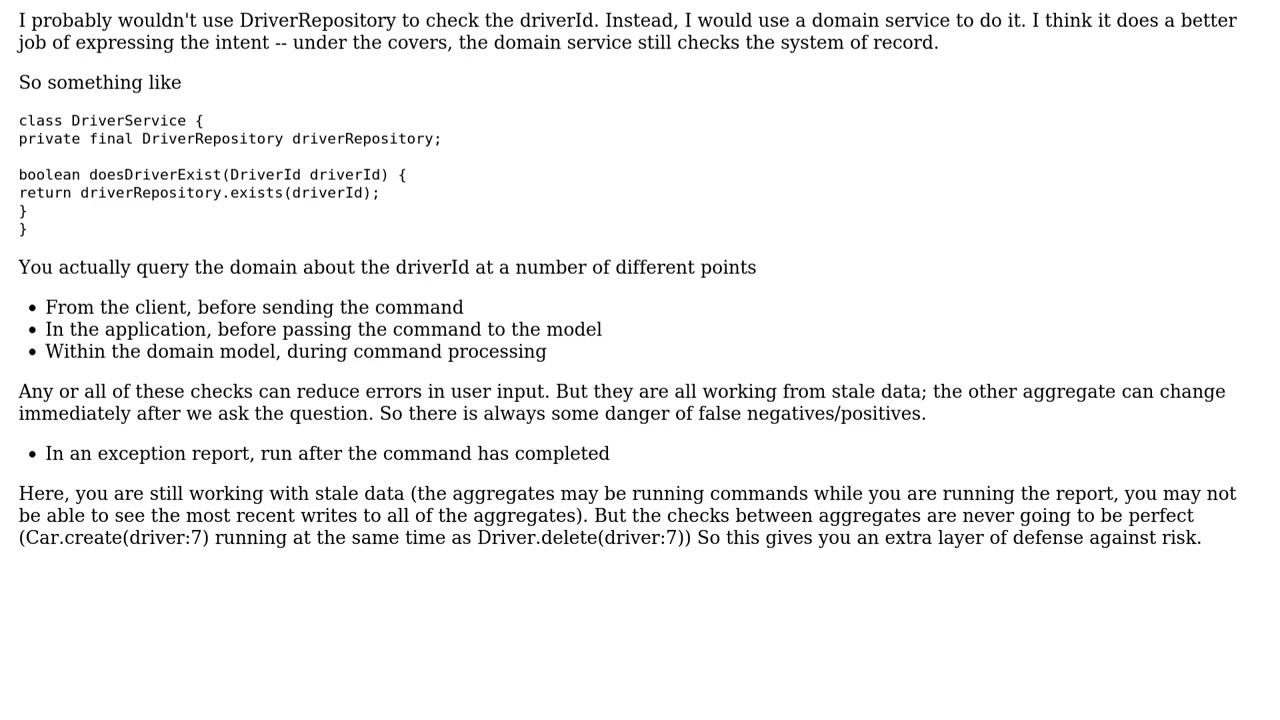 I probably wouldn't use DriverRepository to check the driverId. Instead, I would use a domain service to do it. I think it does a better
job of expressing the intent -- under the covers, the domain service still checks the system of record.
So something like
class DriverService {
private final DriverRepository driverRepository;
boolean doesDriverExist(DriverId driverId) {
return driverRepository.exists(driverId);
}
}
You actually query the domain about the driverId at a number of different points
• From the client, before sending the command
• In the application, before passing the command to the model
• Within the domain model, during command processing
Any or all of these checks can reduce errors in user input. But they are all working from stale data; the other aggregate can change
immediately after we ask the question. So there is always some danger of false negatives/positives.
• In an exception report, run after the command has completed
Here, you are still working with stale data (the aggregates may be running commands while you are running the report, you may not
be able to see the most recent writes to all of the aggregates). But the checks between aggregates are never going to be perfect
(Car.create(driver:7) running at the same time as Driver.delete(driver:7)) So this gives you an extra layer of defense against risk.